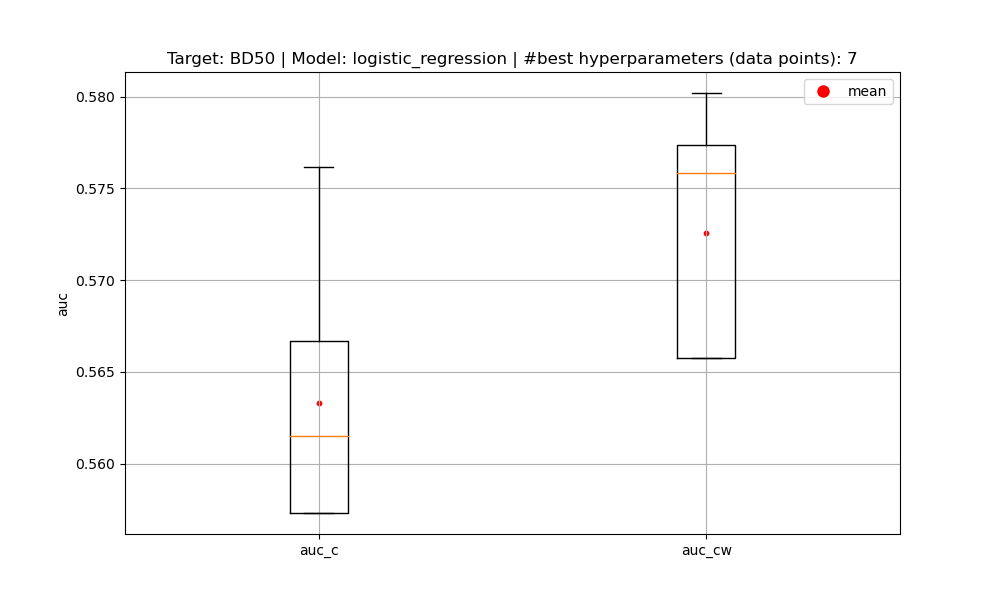 Target: BD50 | Model: logistic_regression | #best hyperparameters (data points): 7
mean
0.580
0.575
0.570
0.565
0.560
auc
auc_c
auc_cw